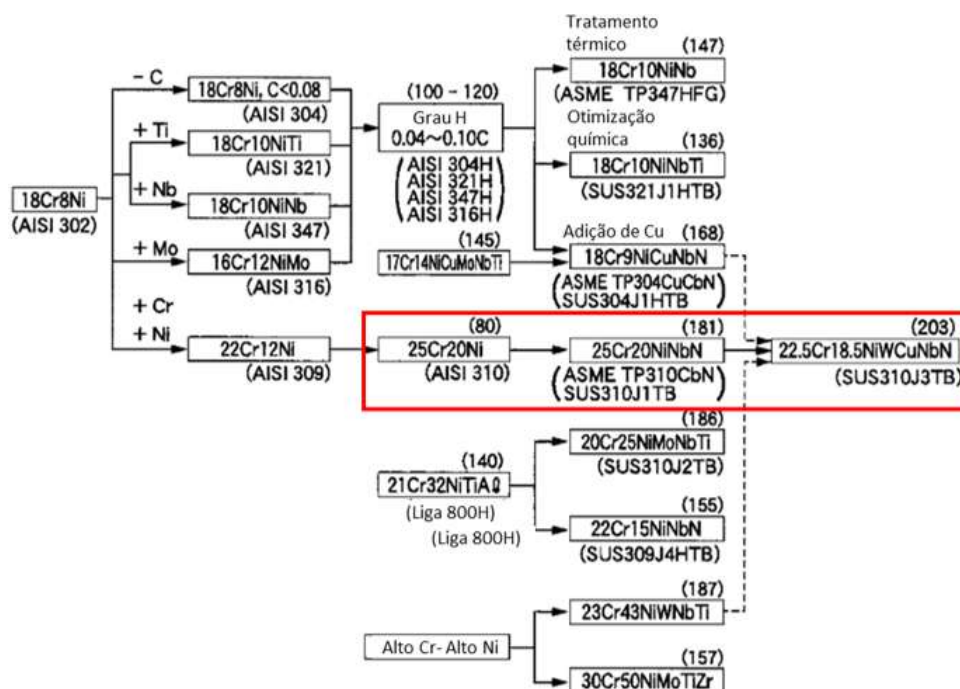 Tratamento
térmico (147)
18Cr10NiNb
(ASME TP347HFG)
- C
18Cr8Ni, C<0.08
(AISI 304)
(100 - 120)
Grau H
0.04~0.10C
(AISI 304H
AISI 321H
AISI 347H
AISI 316H)
Otimização
química (136)
18Cr10NiNbTi
(SUS321J1HTB)
+ Ti
18Cr10NiTi
(AISI 321)
18Cr8Ni
(AISI 302)
+ Nb
18Cr10NiNb
(AISI 347)
+ Mo
16Cr12NiMo
(AISI 316)
(145)
17Cr14NiCuMoNbTi
Adição de Cu (168)
18Cr9NiCuNbN
(ASME TP304CuCbN
SUS304J1HTB)
+ Cr
+ Ni
22Cr12Ni
(AISI 309)
(80)
25Cr20Ni
(AISI 310)
(181)
25Cr20NiNbN
(ASME TP310CbN
SUS310J1TB)
(203)
22.5Cr18.5NiWCuNbN
(SUS310J3TB)
(186)
20Cr25NiMoNbTi
(SUS310J2TB)
(140)
21Cr32NiTiAℓ
(Liga 800H)
(Liga 800H)
(155)
22Cr15NiNbN
(SUS309J4HTB)
(187)
23Cr43NiWNbTi
Alto Cr- Alto Ni
(157)
30Cr50NiMoTiZr